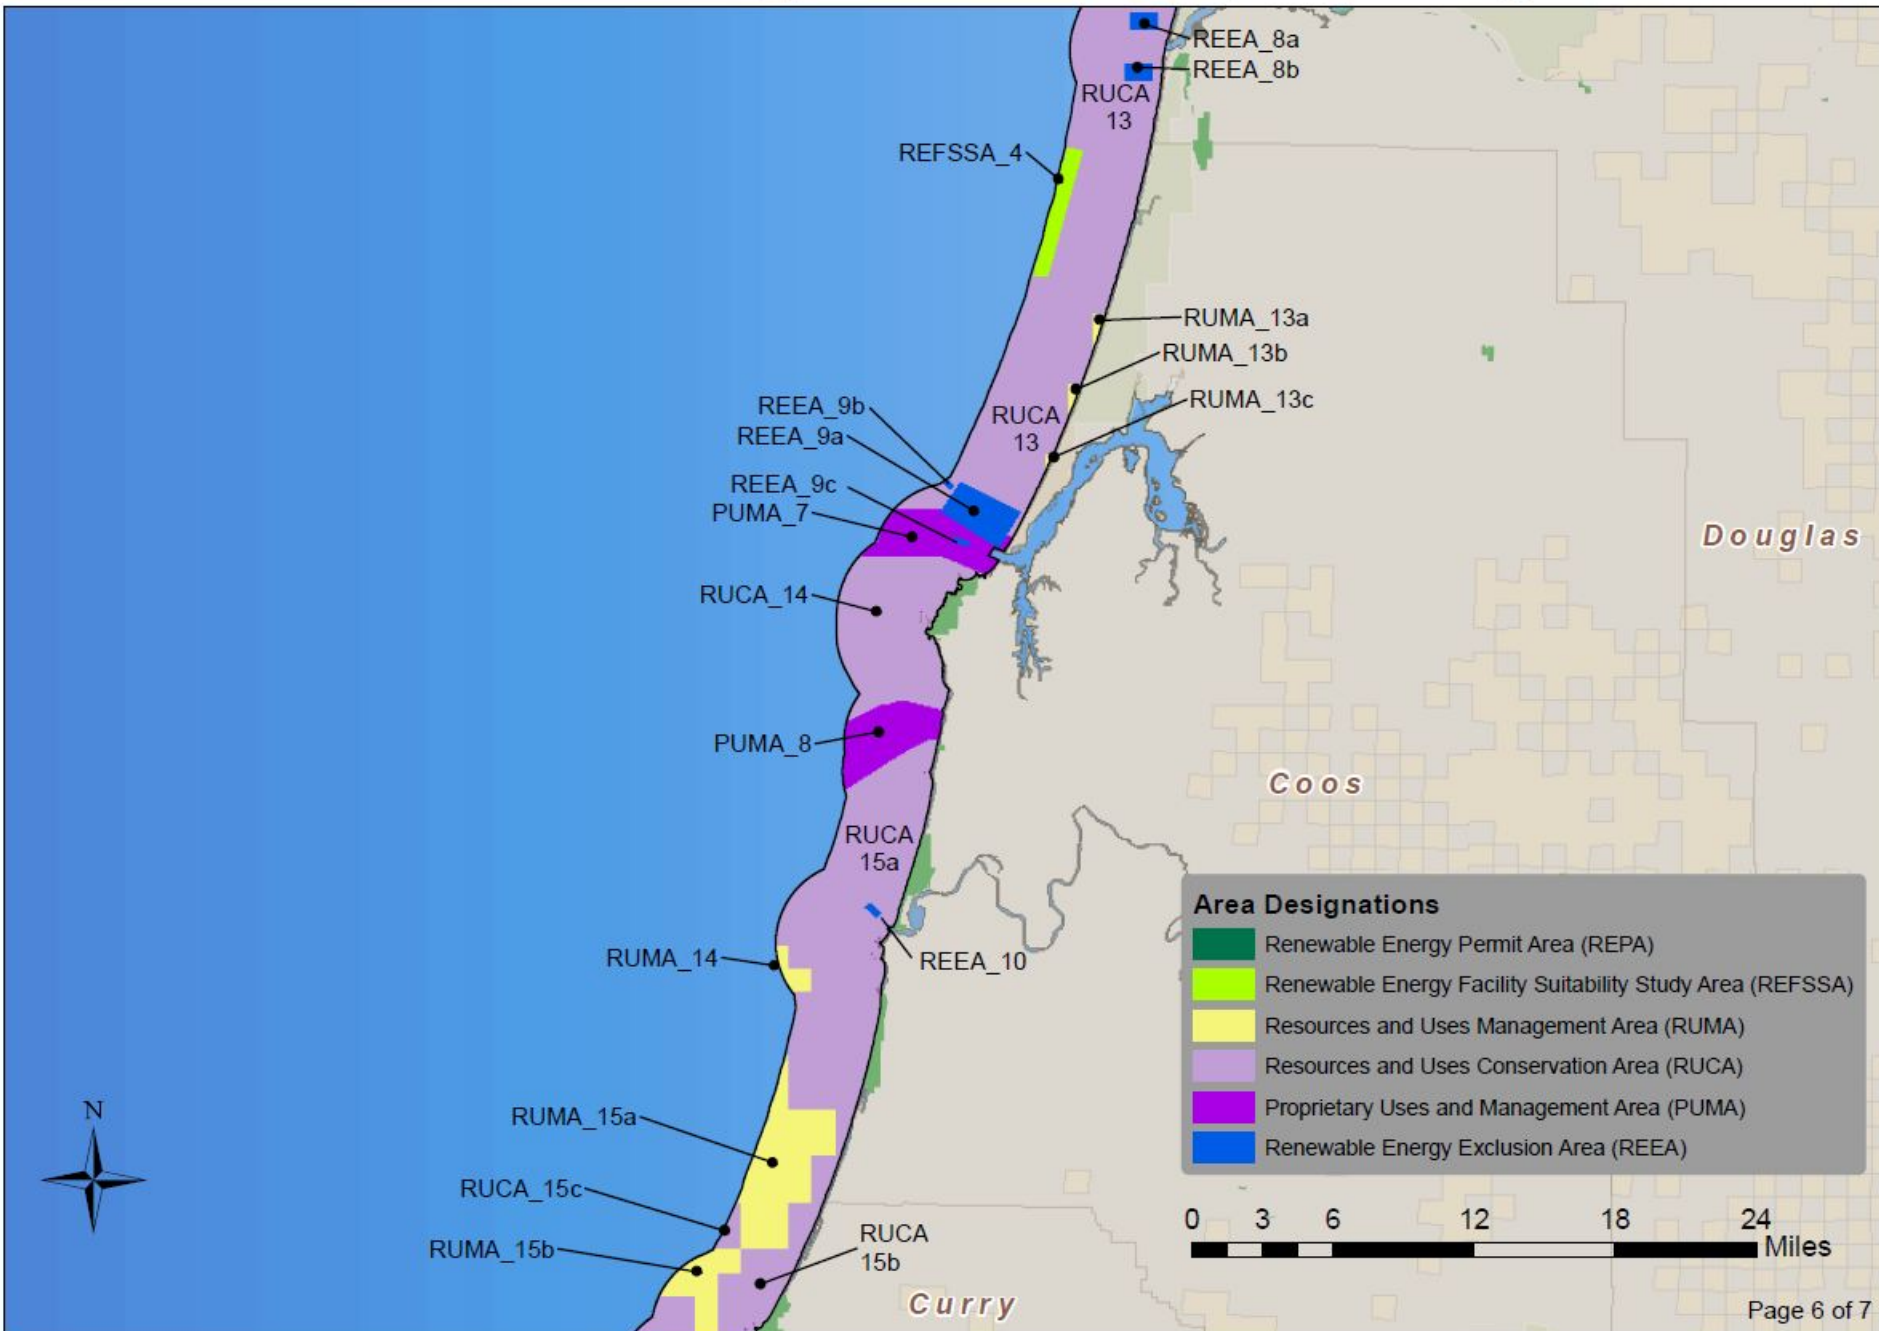 REEA_8a
REEA_8b
RUCA
13
REFSSA_4
RUMA_13a
RUMA_13b
RUMA_13c
REEA_9b
RUCA
13
REEA_9a
REEA_9c
PUMA_7
Douglas
RUCA_14
PUMA_8
Coos
RUCA
15a
RUMA_14
REEA_10
Area Designations
Renewable Energy Permit Area (REPA)
Renewable Energy Facility Suitability Study Area (REFSSA)
Resources and Uses Management Area (RUMA)
Resources and Uses Conservation Area (RUCA)
Proprietary Uses and Management Area (PUMA)
Renewable Energy Exclusion Area (REEA)
N
RUMA_15a
RUCA_15c
RUMA_15b
RUCA
15b
0 3 6 12 18 24
Miles
Curry
Page 6 of 7